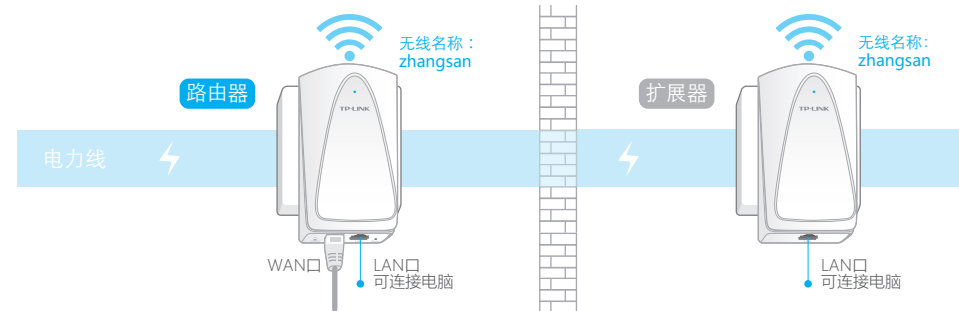 无线名称：
zhangsan
路由器
TP-LINK
电力线
WAN口
LAN口
可连接电脑
无线名称：
zhangsan
扩展器
TP-LINK
LAN口
可连接电脑